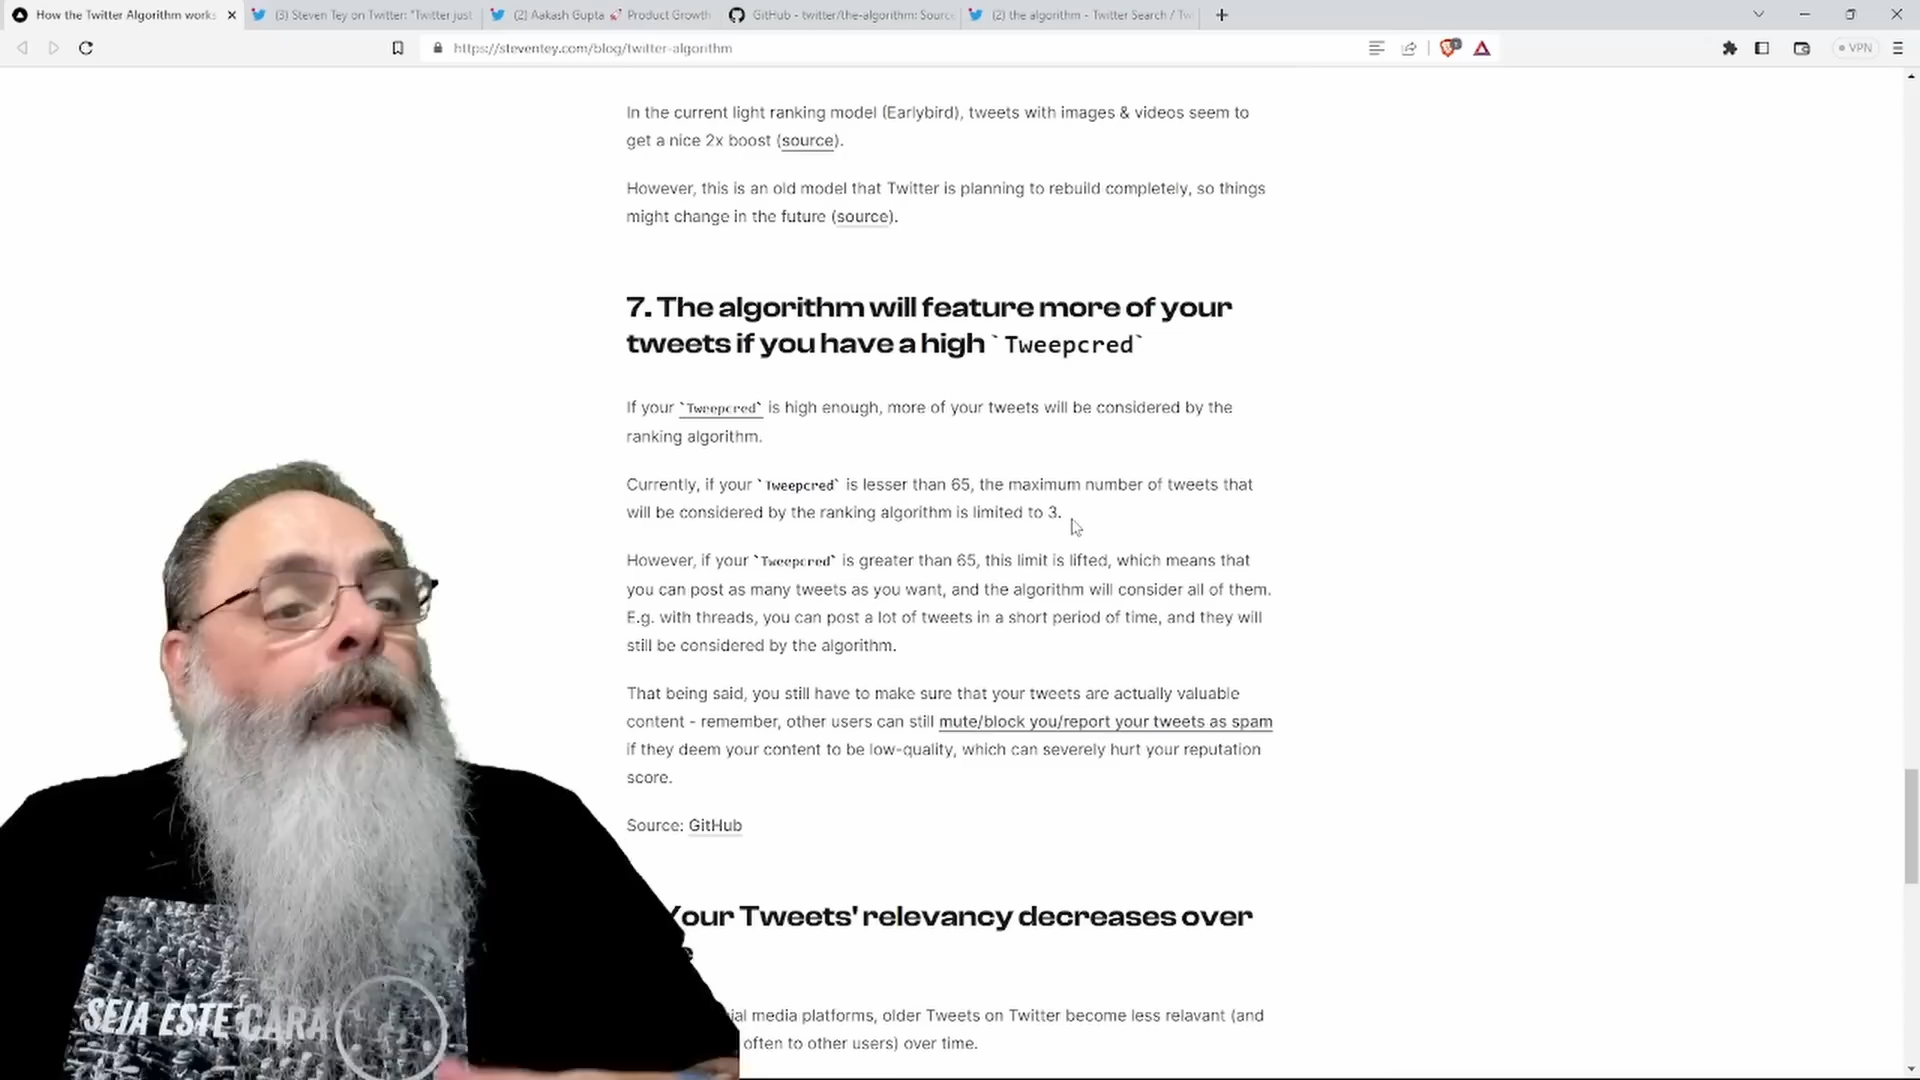 How the Twitter Algorithm works
(3) Steven Tey on Twitter: "Twitter just
(2) Aakash Gupta 🚀 Product Growth
GitHub - twitter/the-algorithm: Source
(2) the algorithm - Twitter Search / Tw
https://steventey.com/blog/twitter-algorithm
VPN
In the current light ranking model (Earlybird), tweets with images & videos seem to
get a nice 2x boost (source).
However, this is an old model that Twitter is planning to rebuild completely, so things
might change in the future (source).
7. The algorithm will feature more of your
tweets if you have a high `Tweepcred`
If your `Tweepcred` is high enough, more of your tweets will be considered by the
ranking algorithm.
Currently, if your `Tweepcred` is lesser than 65, the maximum number of tweets that
will be considered by the ranking algorithm is limited to 3.
However, if your `Tweepcred` is greater than 65, this limit is lifted, which means that
you can post as many tweets as you want, and the algorithm will consider all of them.
E.g. with threads, you can post a lot of tweets in a short period of time, and they will
still be considered by the algorithm.
That being said, you still have to make sure that your tweets are actually valuable
content - remember, other users can still mute/block you/report your tweets as spam
if they deem your content to be low-quality, which can severely hurt your reputation
score.
Source: GitHub
Your Tweets' relevancy decreases over
ial media platforms, older Tweets on Twitter become less relavant (and
often to other users) over time.
SEJA ESTE CARA